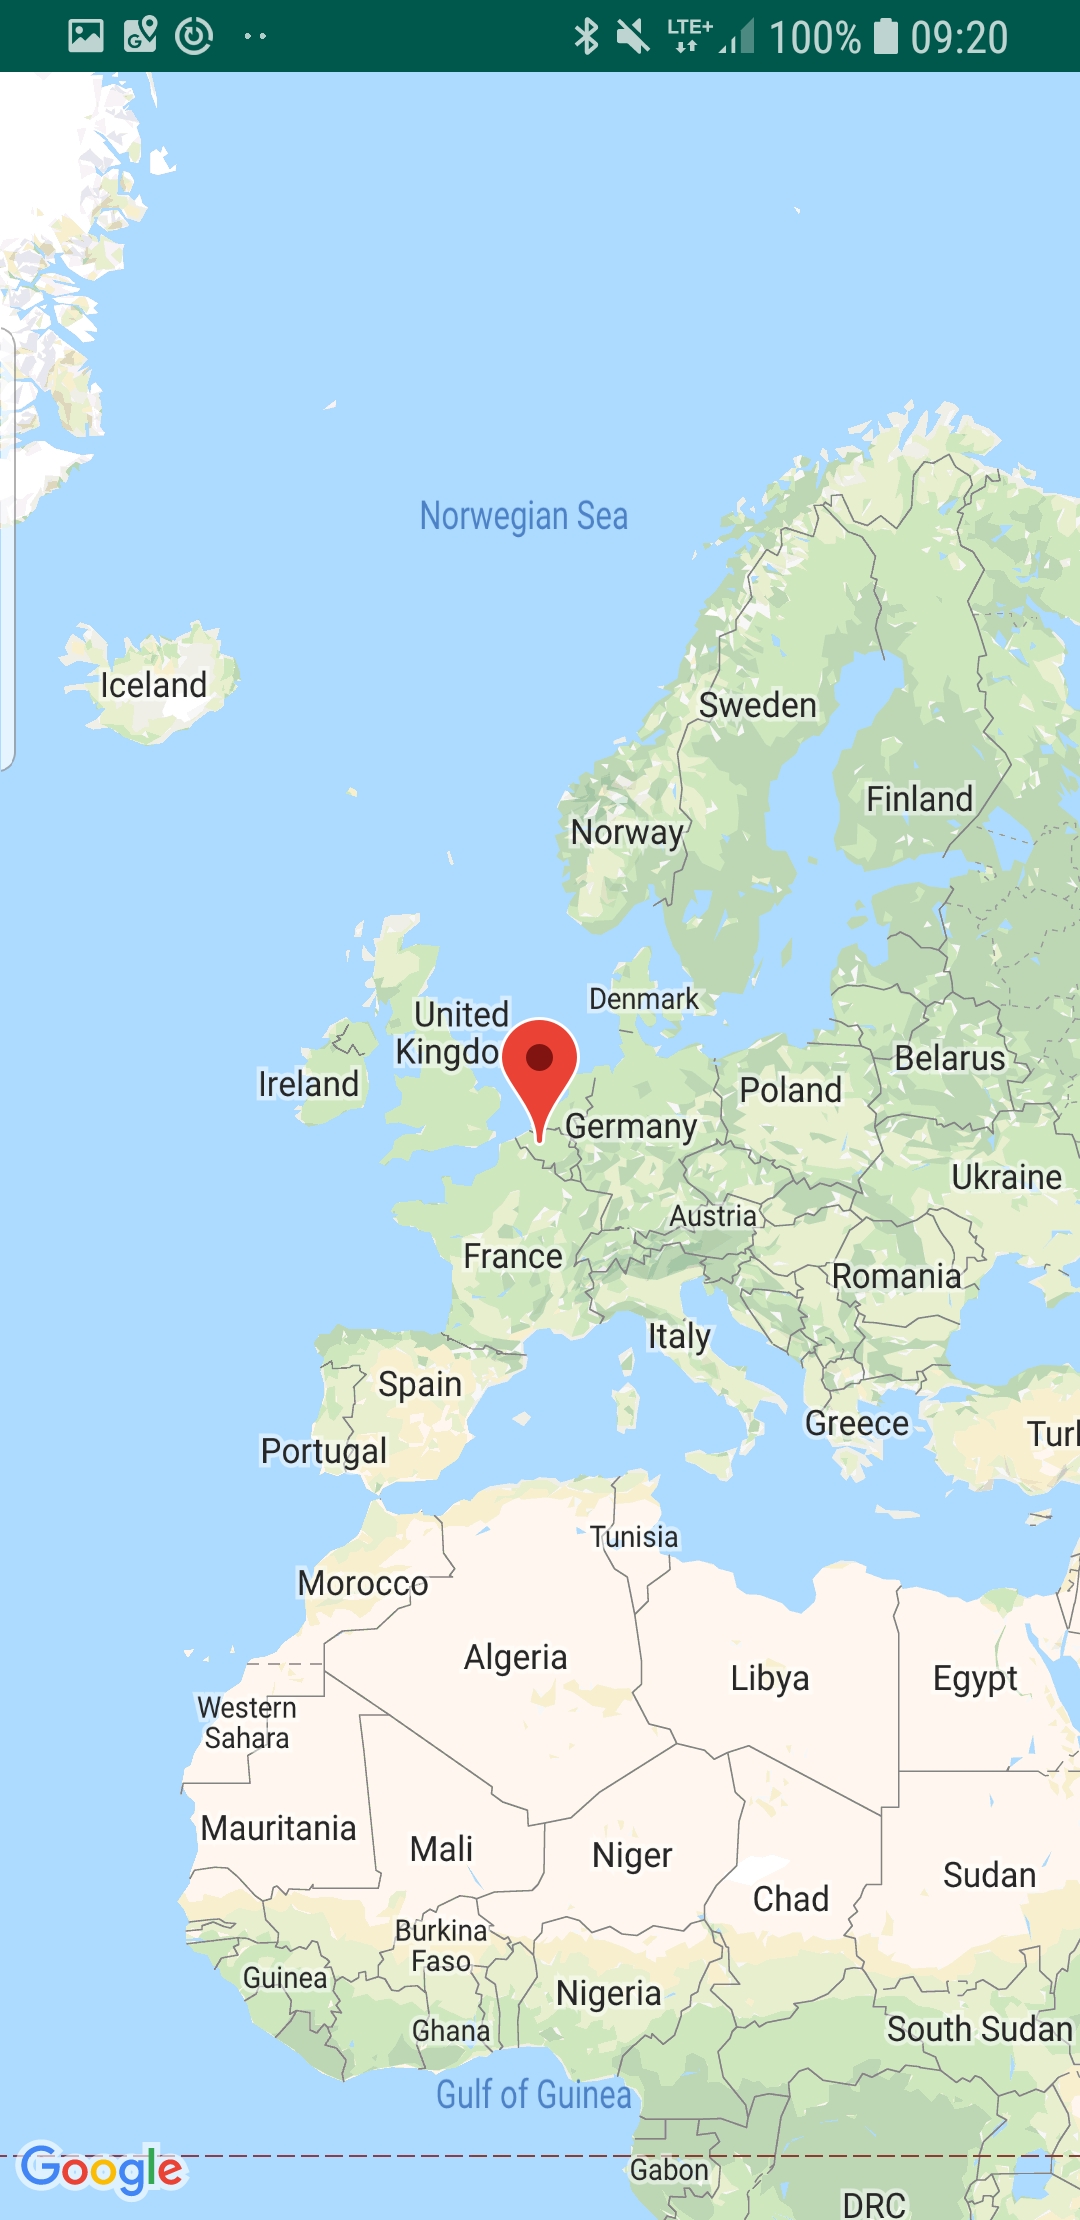 100% 09:20
LTE+
G
Norwegian Sea
Iceland
Sweden
Finland
Norway
Denmark
United
Kingdo
Ireland
Belarus
Poland
Germany
Ukraine
Austria
France
Romania
Italy
Spain
Greece
Portugal
Tunisia
Morocco
Algeria
Libya
Egypt
Western
Sahara
Mauritania
Mali
Niger
Sudan
Chad
Burkina
Faso
Guinea
Nigeria
Ghana
South Sudan
Gulf of Guinea
Google
Gabon
DRC